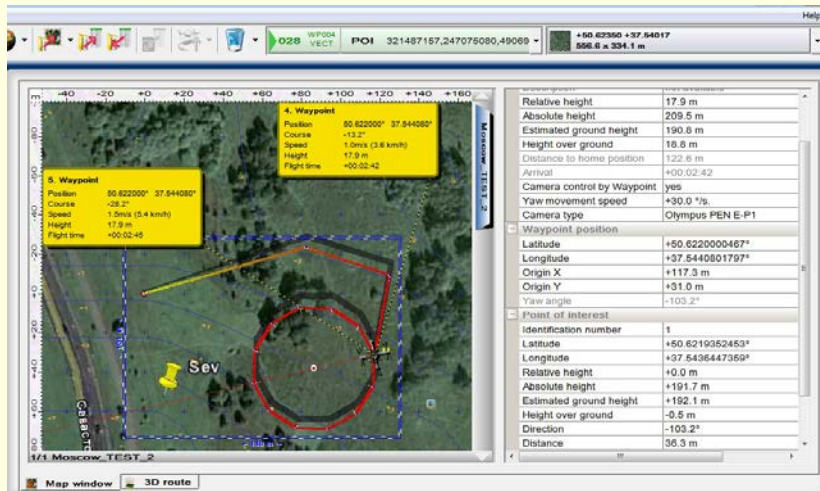 Help
028 WP004 VECT POI 321487157,247075080,49069
+50.62350 +37.54017
556.6 x 334.1 m
m -40 -20 +0 +20 +40 +60 +80 +100 +120 +140 +160
4. Waypoint
Position 50.622000° 37.544080°
Course -13.2°
Speed 1.0m/s (3.6 km/h)
Height 17.9 m
Flight time +00:02:42
5. Waypoint
Position 50.622000° 37.544080°
Course -28.2°
Speed 1.5m/s (5.4 km/h)
Height 17.9 m
Flight time +00:02:45
Moscow_TEST_2
Sev
1/1 Moscow_TEST_2
Map window
3D route
Relative height 17.9 m
Absolute height 209.5 m
Estimated ground height 190.8 m
Height over ground 18.8 m
Distance to home position 122.6 m
Arrival +00:02:42
Camera control by Waypoint yes
Yaw movement speed +30.0 °/s.
Camera type Olympus PEN E-P1
Waypoint position
Latitude +50.6220000467°
Longitude +37.5440801797°
Origin X +117.3 m
Origin Y +31.0 m
Yaw angle -103.2°
Point of interest
Identification number 1
Latitude +50.6219352453°
Longitude +37.5436447359°
Relative height +0.0 m
Absolute height +191.7 m
Estimated ground height +192.1 m
Height over ground -0.5 m
Direction -103.2°
Distance 36.3 m